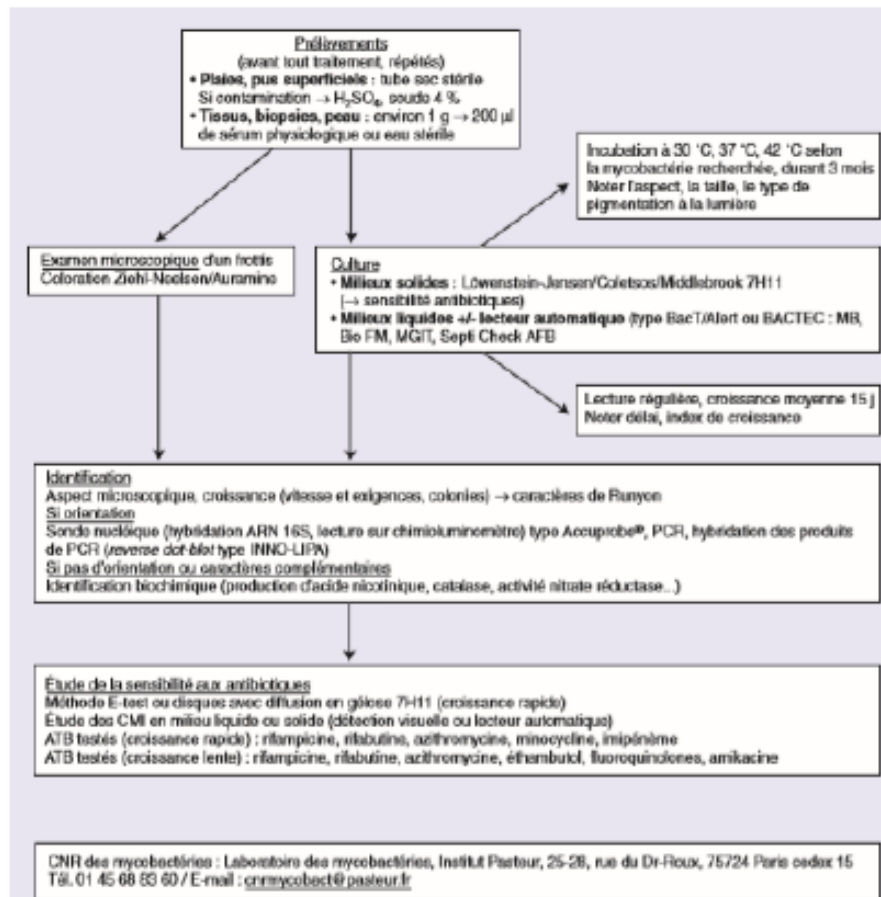 Prélèvements
(avant tout traitement, répétés)
• Plaies, pus superficiels : tube sec stérile
Si contamination → H₂SO₄, soude 4 %
• Tissus, biopsies, peau : environ 1 g → 200 µl
de sérum physiologique ou eau stérile
Incubation à 30 °C, 37 °C, 42 °C selon
la mycobactérie recherchée, durant 3 mois
Noter l'aspect, la taille, le type de
pigmentation à la lumière
Examen microscopique d'un frottis
Coloration Ziehl-Neelsen/Auramine
Culture
• Milieux solides : Löwenstein-Jensen/Coletsos/Middlebrook 7H11
(→ sensibilité antibiotiques)
• Milieux liquides +/- lecteur automatique (type BacT/Alert ou BACTEC : MB,
Bio FM, MGIT, Septi Check AFB
Lecture régulière, croissance moyenne 15 j
Noter délai, index de croissance
Identification
Aspect microscopique, croissance (vitesse et exigences, colonies) → caractères de Runyon
Si orientation
Sonde nucléique (hybridation ARN 16S, lecture sur chimioluminomètre) type Accuprobe®, PCR, hybridation des produits
de PCR (reverse dot-blot type INNO-LIPA)
Si pas d'orientation ou caractères complémentaires
Identification biochimique (production d'acide nicotinique, catalase, activité nitrate réductase...)
Étude de la sensibilité aux antibiotiques
Méthode E-test ou disques avec diffusion en gélose 7H11 (croissance rapide)
Étude des CMI en milieu liquide ou solide (détection visuelle ou lecteur automatique)
ATB testés (croissance rapide) : rifampicine, rifabutine, azithromycine, minocycline, imipénème
ATB testés (croissance lente) : rifampicine, rifabutine, azithromycine, éthambutol, fluoroquinolones, amikacine
CNR des mycobactéries : Laboratoire des mycobactéries, Institut Pasteur, 25-28, rue du Dr-Roux, 75724 Paris cedex 15
Tél. 01 45 68 83 60 / E-mail : cnrmycobact@pasteur.fr